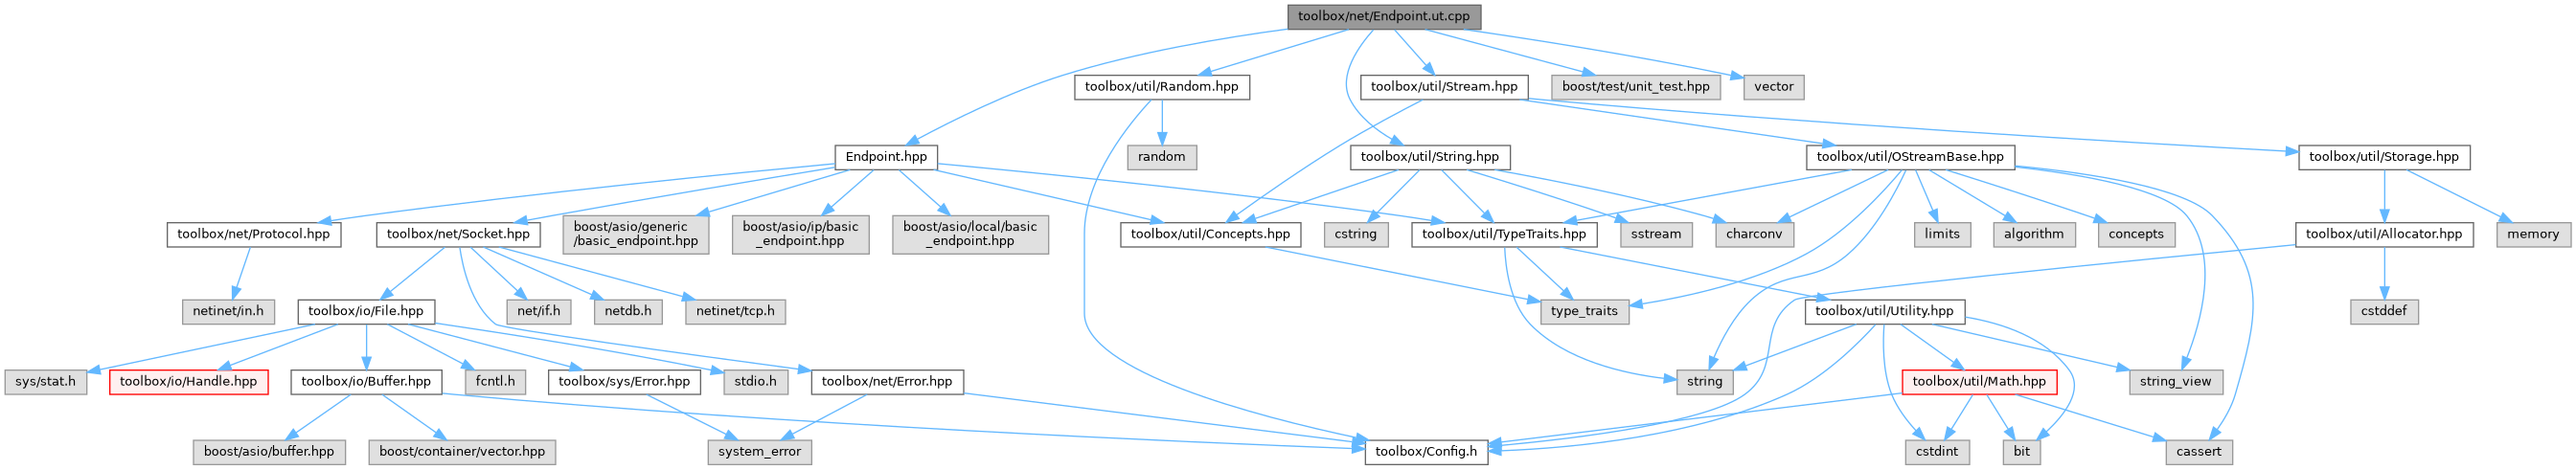 toolbox/net/Endpoint.ut.cpp
toolbox/util/Random.hpp
toolbox/util/Stream.hpp
boost/test/unit_test.hpp
vector
Endpoint.hpp
random
toolbox/util/String.hpp
toolbox/util/OStreamBase.hpp
toolbox/util/Storage.hpp
toolbox/net/Protocol.hpp
toolbox/net/Socket.hpp
boost/asio/generic
/basic_endpoint.hpp
boost/asio/ip/basic
_endpoint.hpp
boost/asio/local/basic
_endpoint.hpp
toolbox/util/Concepts.hpp
cstring
toolbox/util/TypeTraits.hpp
sstream
charconv
limits
algorithm
concepts
toolbox/util/Allocator.hpp
memory
netinet/in.h
toolbox/io/File.hpp
net/if.h
netdb.h
netinet/tcp.h
type_traits
toolbox/util/Utility.hpp
cstddef
sys/stat.h
toolbox/io/Handle.hpp
toolbox/io/Buffer.hpp
fcntl.h
toolbox/sys/Error.hpp
stdio.h
toolbox/net/Error.hpp
string
toolbox/util/Math.hpp
string_view
boost/asio/buffer.hpp
boost/container/vector.hpp
system_error
toolbox/Config.h
cstdint
bit
cassert